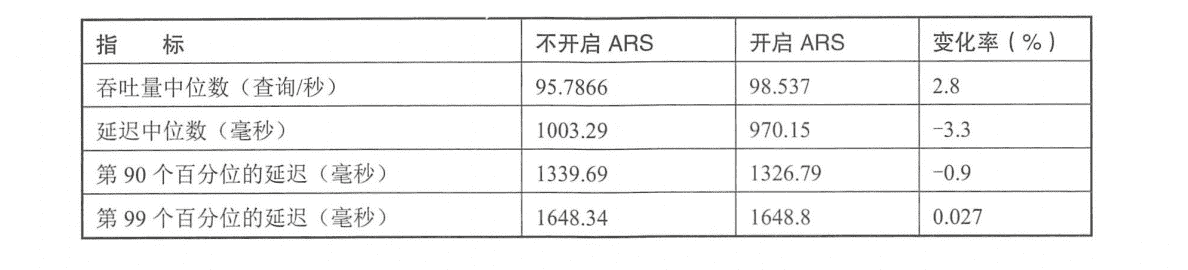 指 标 不开启 ARS 开启 ARS 变化率（%）
吞吐量中位数（查询/秒） 95.7866 98.537 2.8
延迟中位数（毫秒） 1003.29 970.15 -3.3
第 90 个百分位的延迟（毫秒） 1339.69 1326.79 -0.9
第 99 个百分位的延迟（毫秒） 1648.34 1648.8 0.027